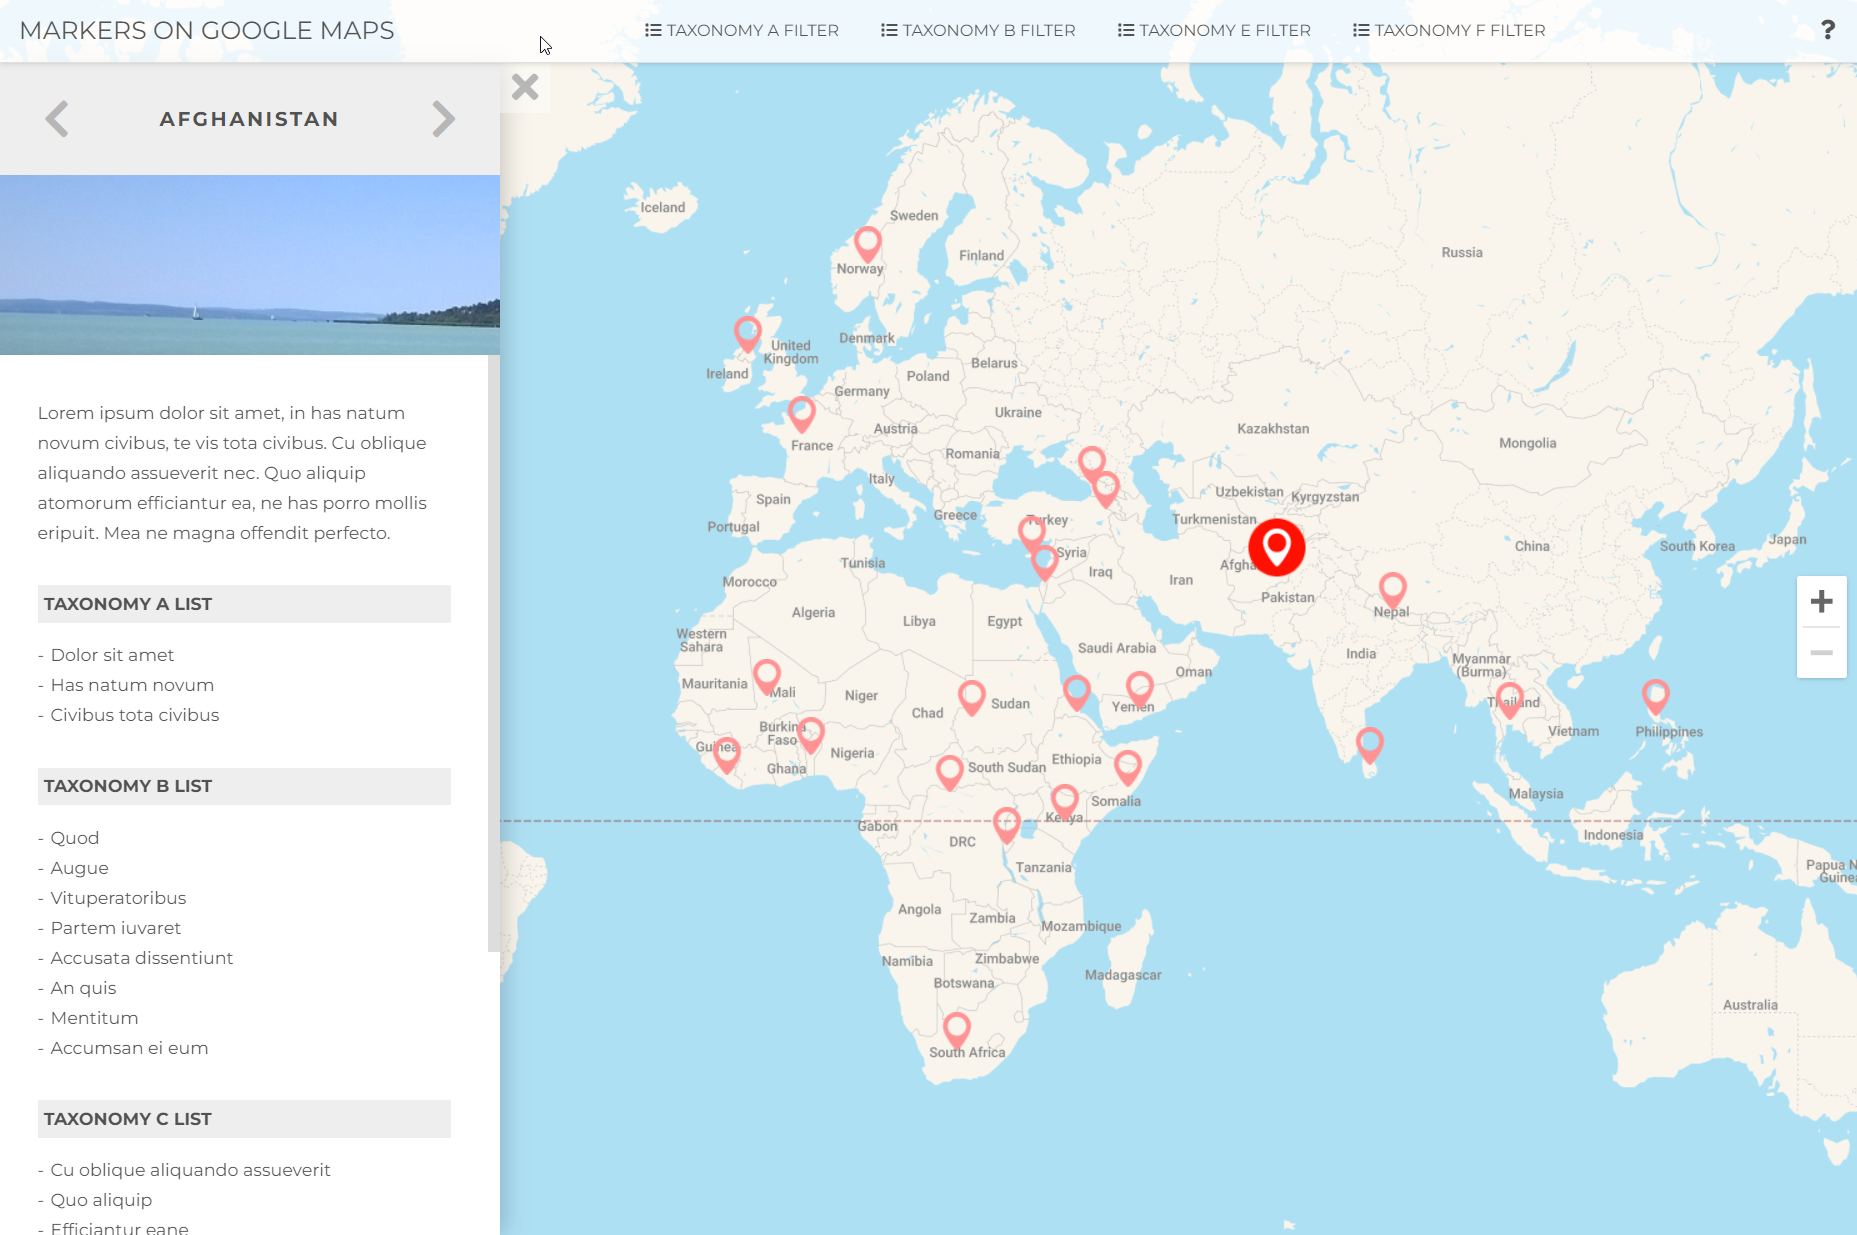 MARKERS ON GOOGLE MAPS
TAXONOMY A FILTER
TAXONOMY B FILTER
TAXONOMY E FILTER
TAXONOMY F FILTER
?
AFGHANISTAN
Lorem ipsum dolor sit amet, in has natum
novum civibus, te vis tota civibus. Cu oblique
aliquando assueverit nec. Quo aliquip
atomorum efficiantur ea, ne has porro mollis
eripuit. Mea ne magna offendit perfecto.
TAXONOMY A LIST
- Dolor sit amet
- Has natum novum
- Civibus tota civibus
TAXONOMY B LIST
- Quod
- Augue
- Vituperatoribus
- Partem iuvaret
- Accusata dissentiunt
- An quis
- Mentitum
- Accumsan ei eum
TAXONOMY C LIST
- Cu oblique aliquando assueverit
- Quo aliquip
- Efficiantur eane
Iceland
Sweden
Norway
Finland
Russia
United
Kingdom
Ireland
Denmark
Belarus
Poland
Germany
Ukraine
Austria
France
Romania
Kazakhstan
Mongolia
Italy
Spain
Portugal
Greece
Uzbekistan
Kyrgyzstan
Turkmenistan
Turkey
Syria
Tunisia
Morocco
Iraq
Iran
Afgha
Pakistan
China
South Korea
Japan
Nepal
Algeria
Libya
Egypt
Western
Sahara
Saudi Arabia
India
Oman
Myanmar
(Burma)
Mauritania
Mali
Niger
Chad
Sudan
Yemen
Thailand
Vietnam
Philippines
Burkina
Faso
Guinea
Ghana
Nigeria
South Sudan
Ethiopia
Somalia
Kenya
Malaysia
Gabon
DRC
Indonesia
Tanzania
Papua N
Guine
Angola
Zambia
Mozambique
Namibia
Zimbabwe
Botswana
Madagascar
Australia
South Africa